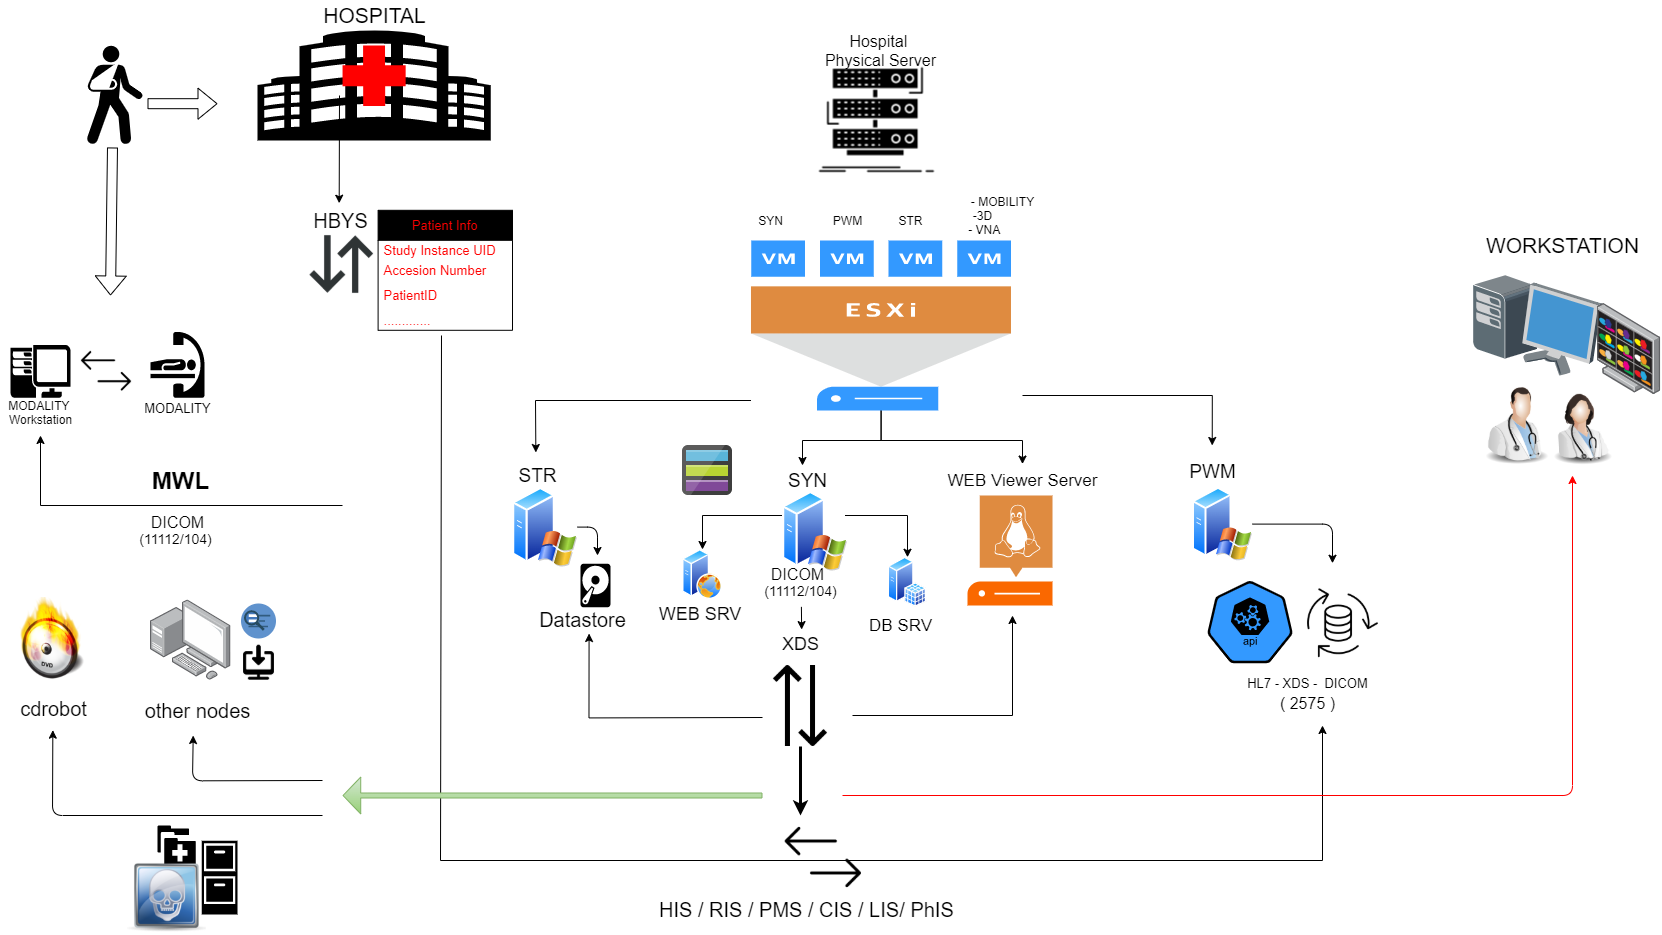 HOSPITAL
Hospital
Physical Server
HBYS
Patient Info
Study Instance UID
Accesion Number
PatientID
.............
SYN
PWM
STR
- MOBILITY
-3D
- VNA
VM
VM
VM
VM
ESXi
WORKSTATION
MODALITY
Workstation
MODALITY
MWL
DICOM
(11112/104)
STR
Datastore
SYN
DICOM
(11112/104)
WEB SRV
DB SRV
XDS
WEB Viewer Server
PWM
api
HL7 - XDS - DICOM
( 2575 )
DVD
cdrobot
other nodes
HIS / RIS / PMS / CIS / LIS/ PhIS